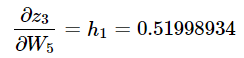 ∂z₃/∂W₅ = h₁ = 0.51998934